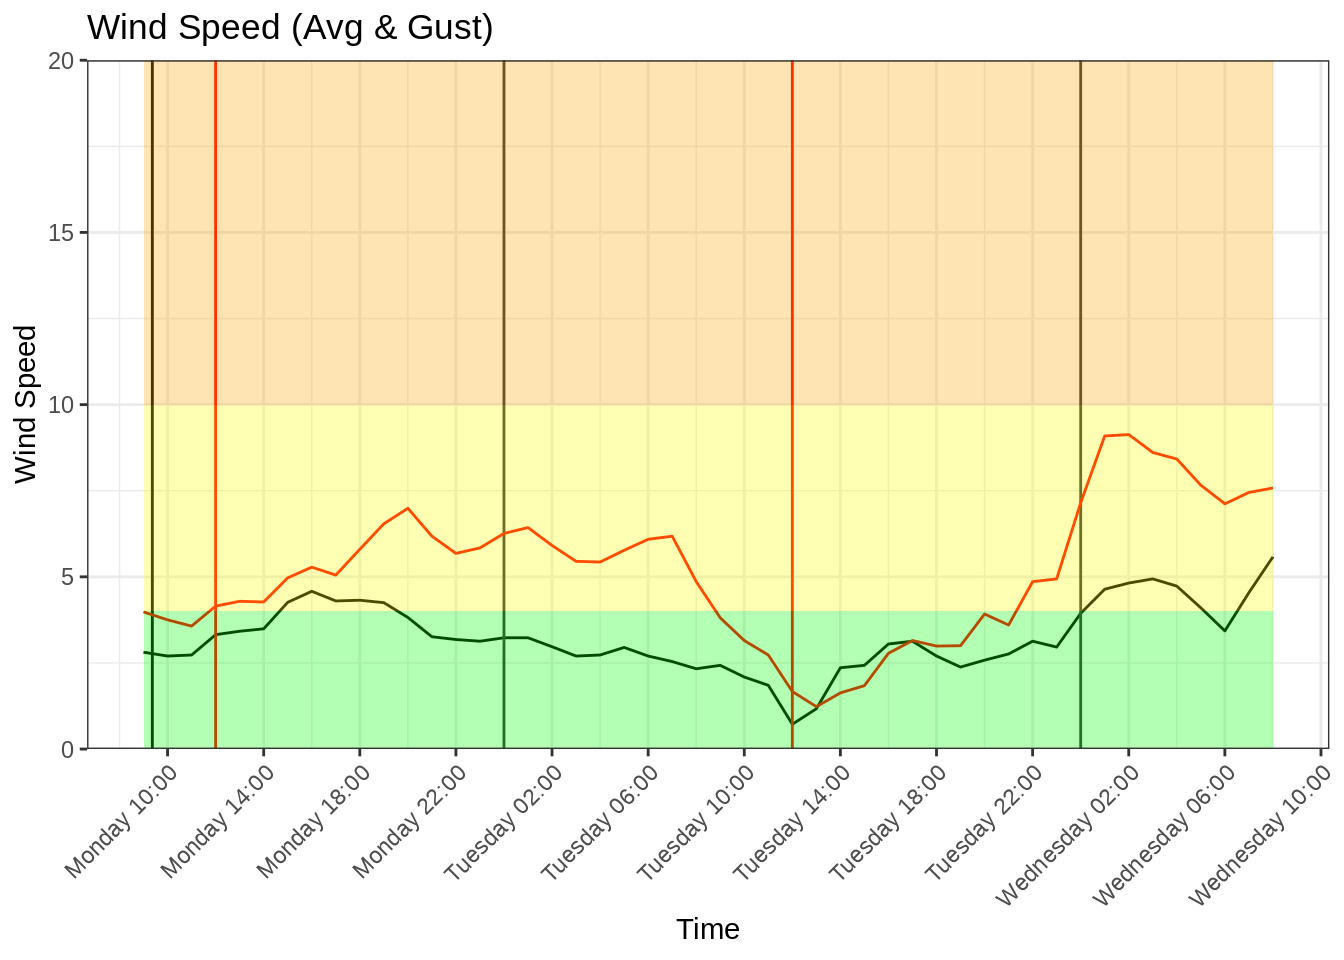 Wind Speed (Avg & Gust)
20
15
10
5
0
Wind Speed
Monday 10:00
Monday 14:00
Monday 18:00
Monday 22:00
Tuesday 02:00
Tuesday 06:00
Tuesday 10:00
Tuesday 14:00
Tuesday 18:00
Tuesday 22:00
Wednesday 02:00
Wednesday 06:00
Wednesday 10:00
Time